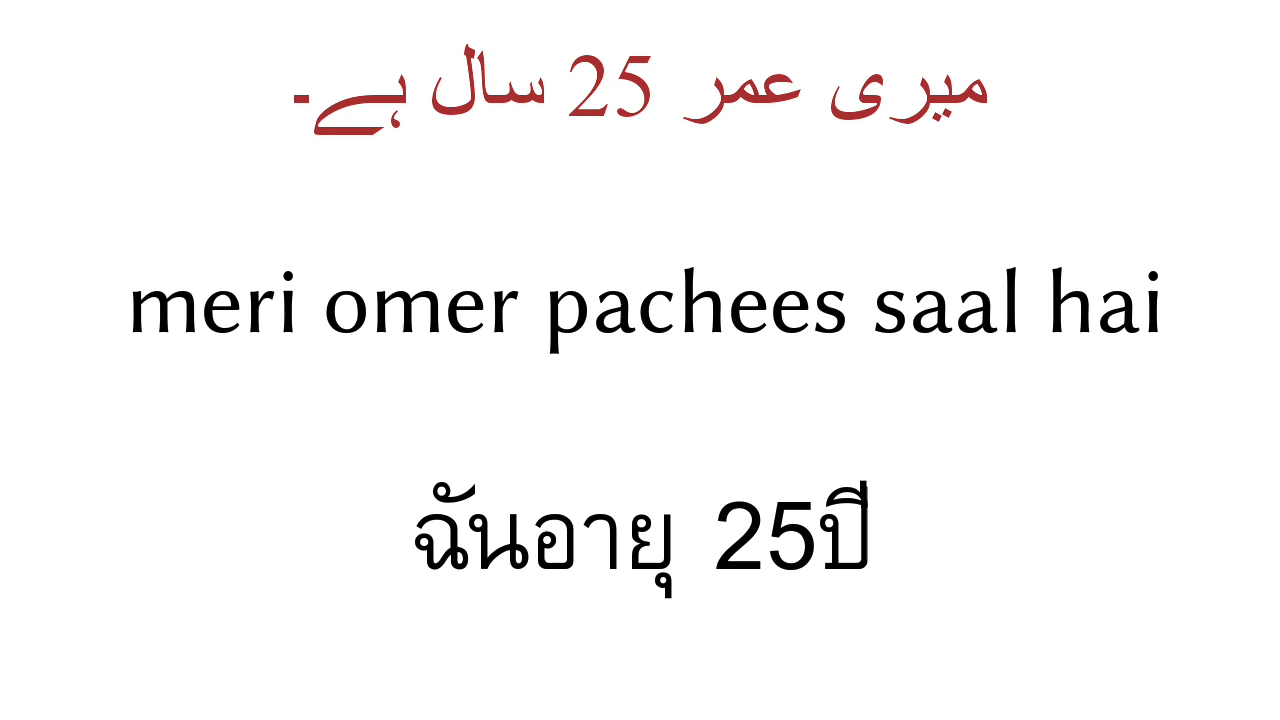 میری عمر 25 سال ہے۔
meri omer pachees saal hai
ฉันอายุ 25ปี